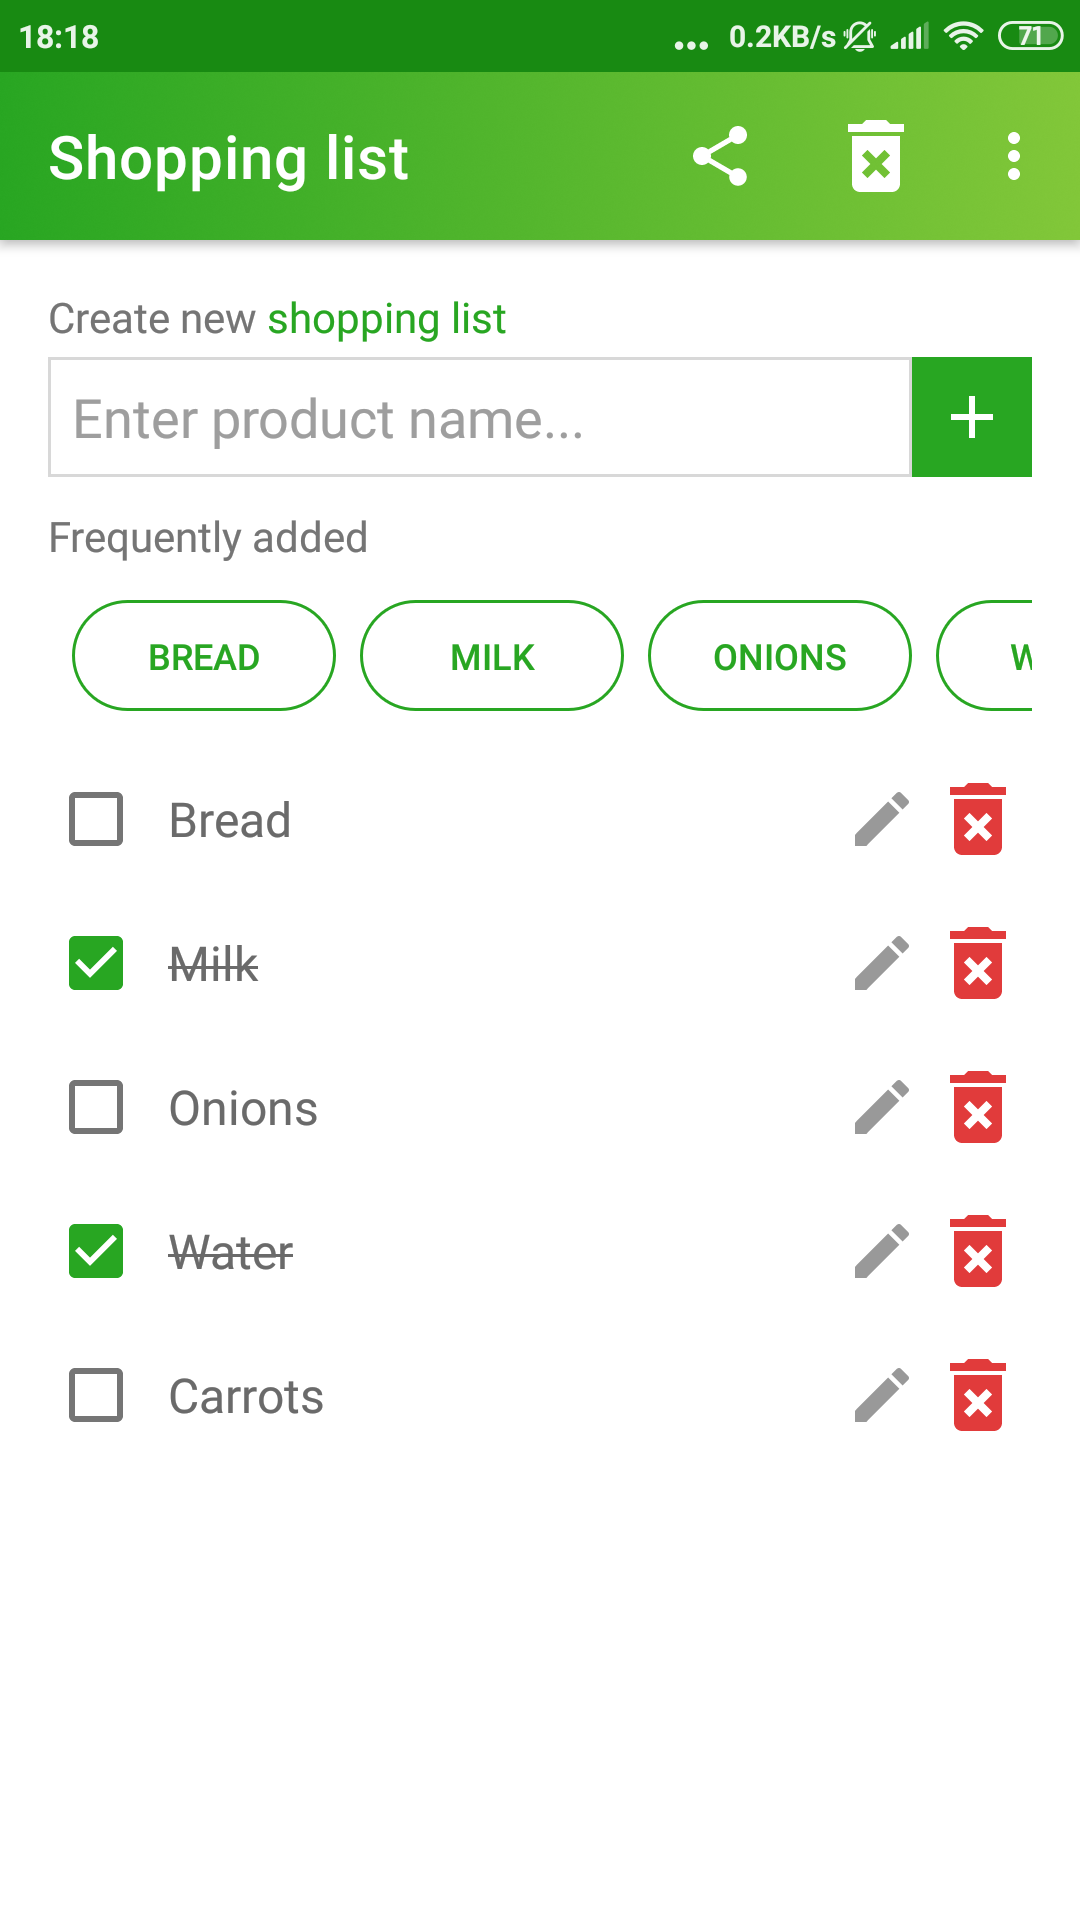 18:18 ... 0.2KB/s 71
Shopping list
Create new shopping list
Enter product name...
Frequently added
BREAD MILK ONIONS
Bread
Milk
Onions
Water
Carrots